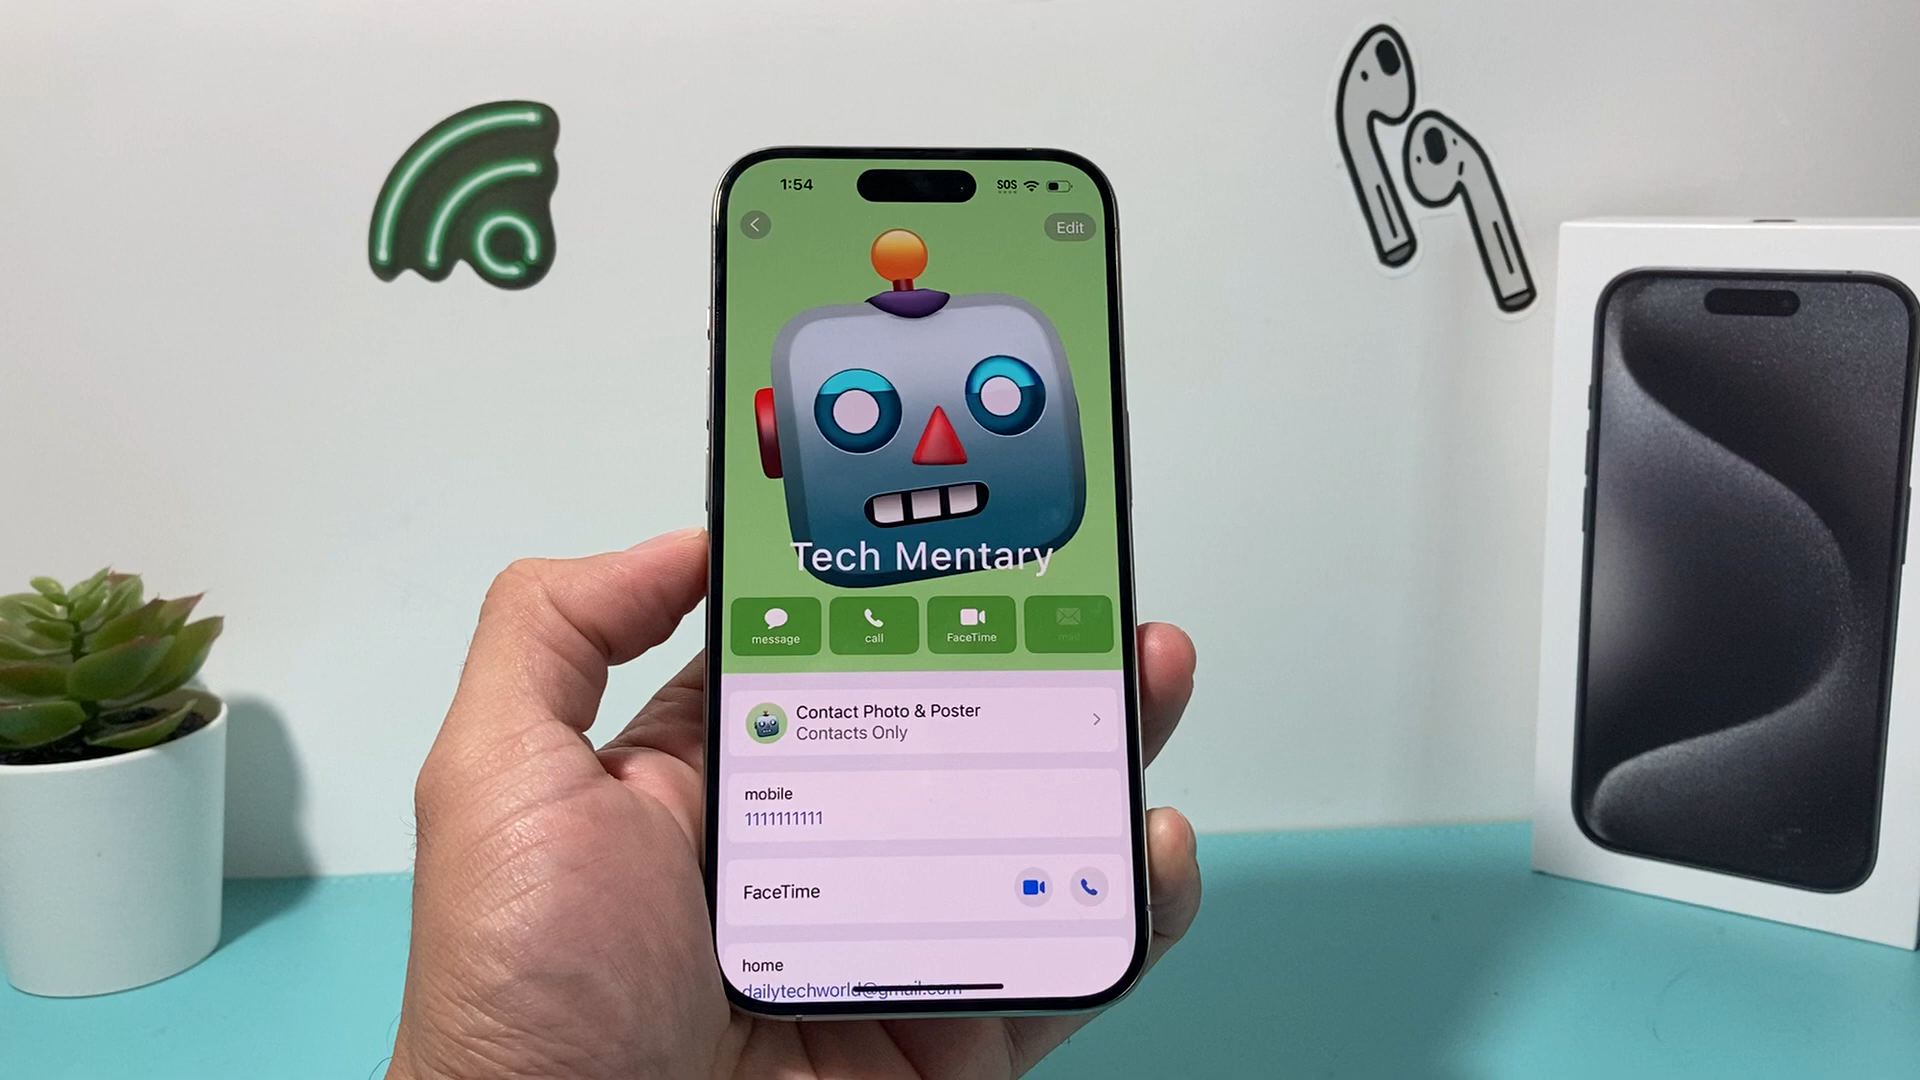 1:54
SOS
Edit
Tech Mentary
message
call
FaceTime
mail
Contact Photo & Poster
Contacts Only
mobile
1111111111
FaceTime
home
dailytechworld@gmail.com